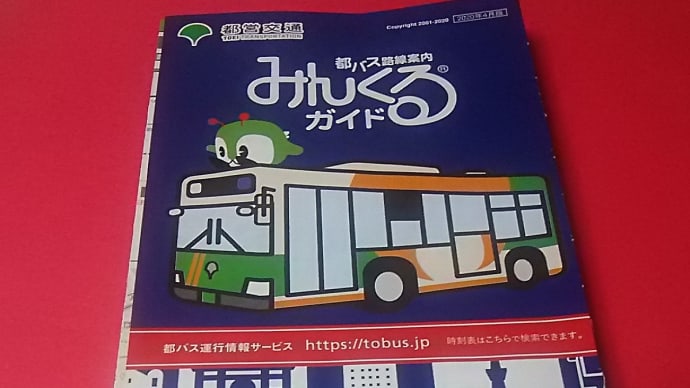 都営交通
TOEI TRANSPORTATION
Copyright 2001-2020
2020年4月版
都バス路線案内
みんくる®
ガイド
都バス運行情報サービス https://tobus.jp 時刻表はこちらで検索できます。